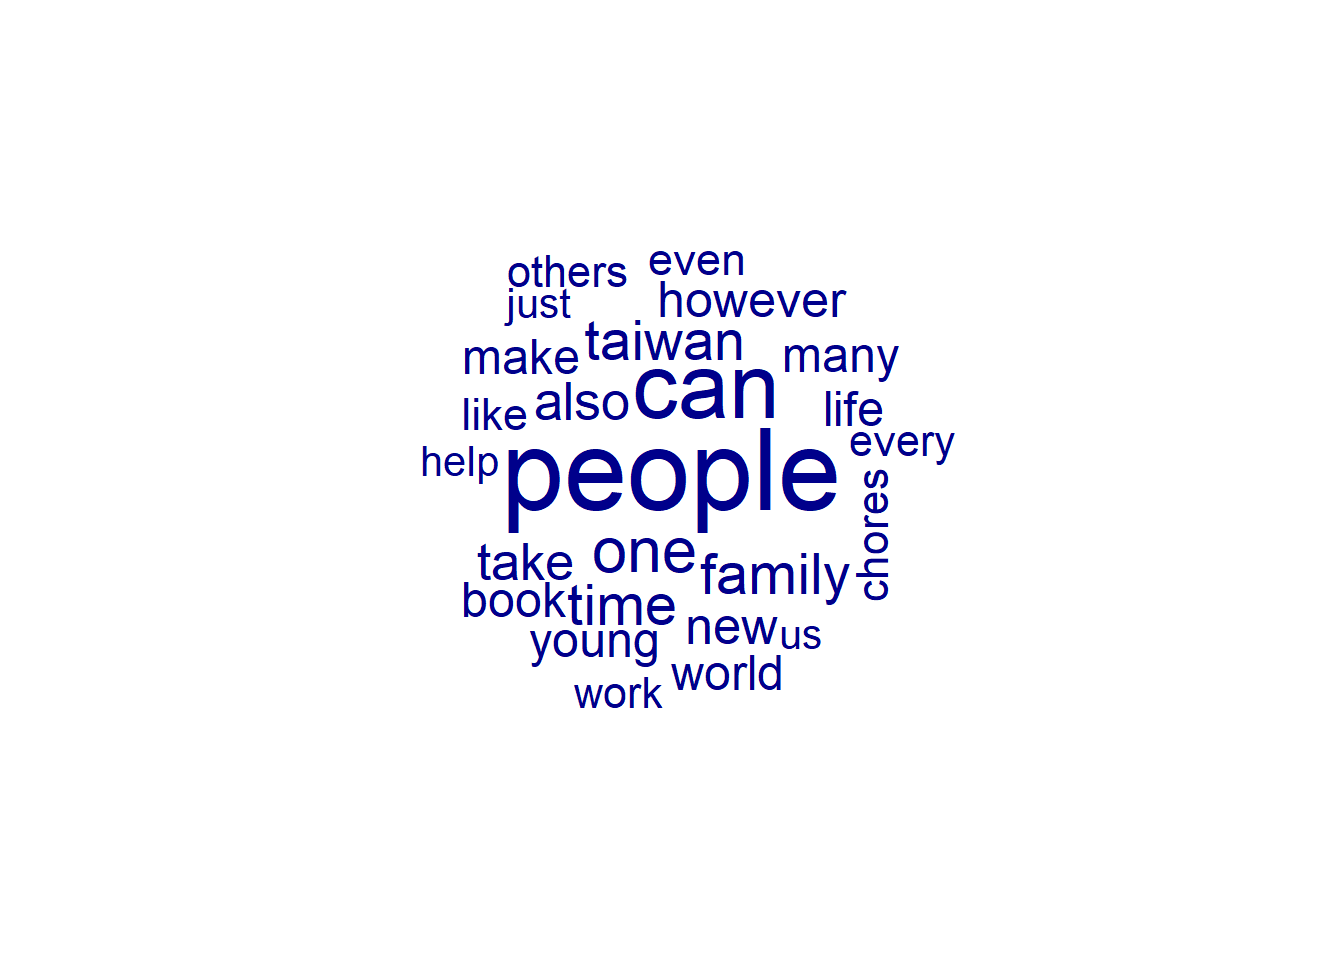 others even
just however
make taiwan many
like also can life
help people every
chores
take one family
book time
young new us
work world